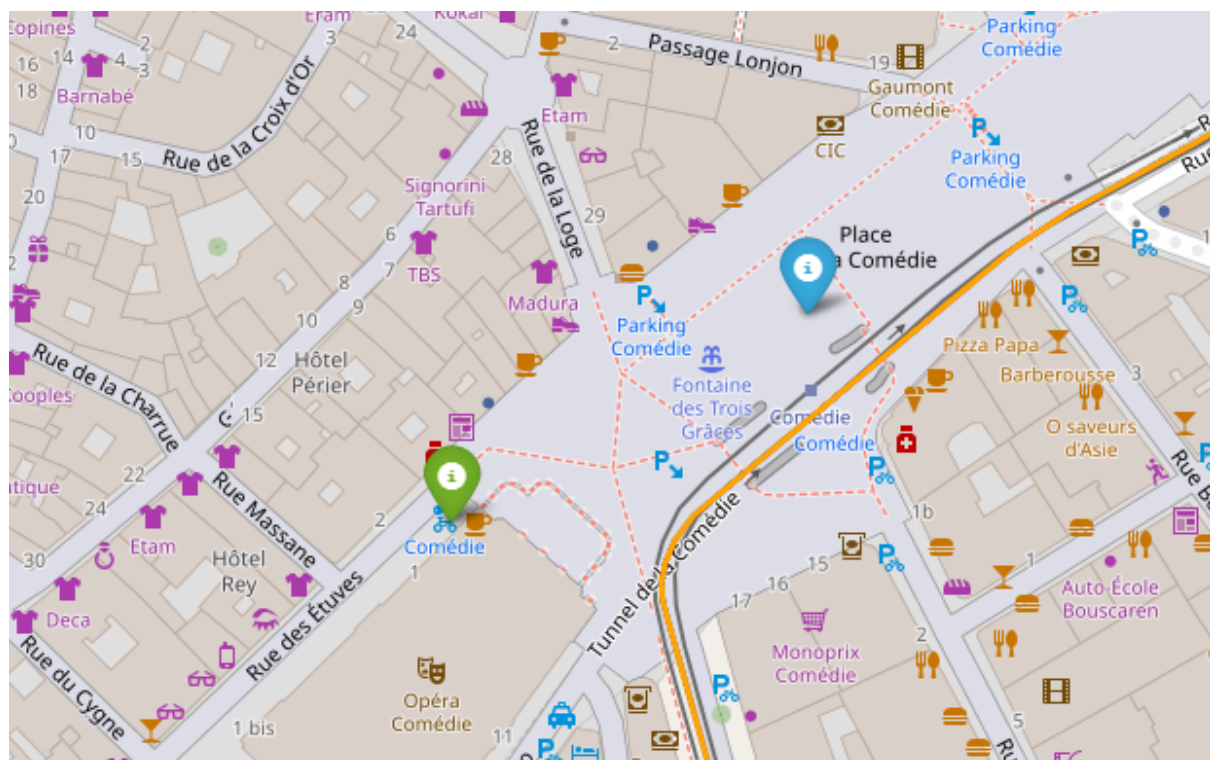 Copines
Eram
Kokaï
Parking
Comédie
24
2
3
16
14
2
4
3
18
Barnabé
Passage Lonjon
19
Gaumont
Comédie
Etam
CIC
Parking
Comédie
10
17
15
Rue de la Croix d'Or
28
Rue de la Loge
Signorini
Tartufi
20
29
6
TBS
Place
a Comédie
8
7
9
10
Madura
Parking
Comédie
12
Hôtel
Périer
Rue de la Charrue
Kooples
15
Fontaine
des Trois
Grâces
Pizza Papa
Barberousse
3
Comédie
Comédie
O saveurs
d'Asie
22
24
Rue Massane
2
Etam
Hôtel
Rey
Comédie
1
30
Deca
Rue des Étuves
Rue du Cygne
Tunnel de la Comédie
1b
1
Auto-École
Bouscaren
15
16
17
Monoprix
Comédie
2
Opéra
Comédie
1 bis
11
5